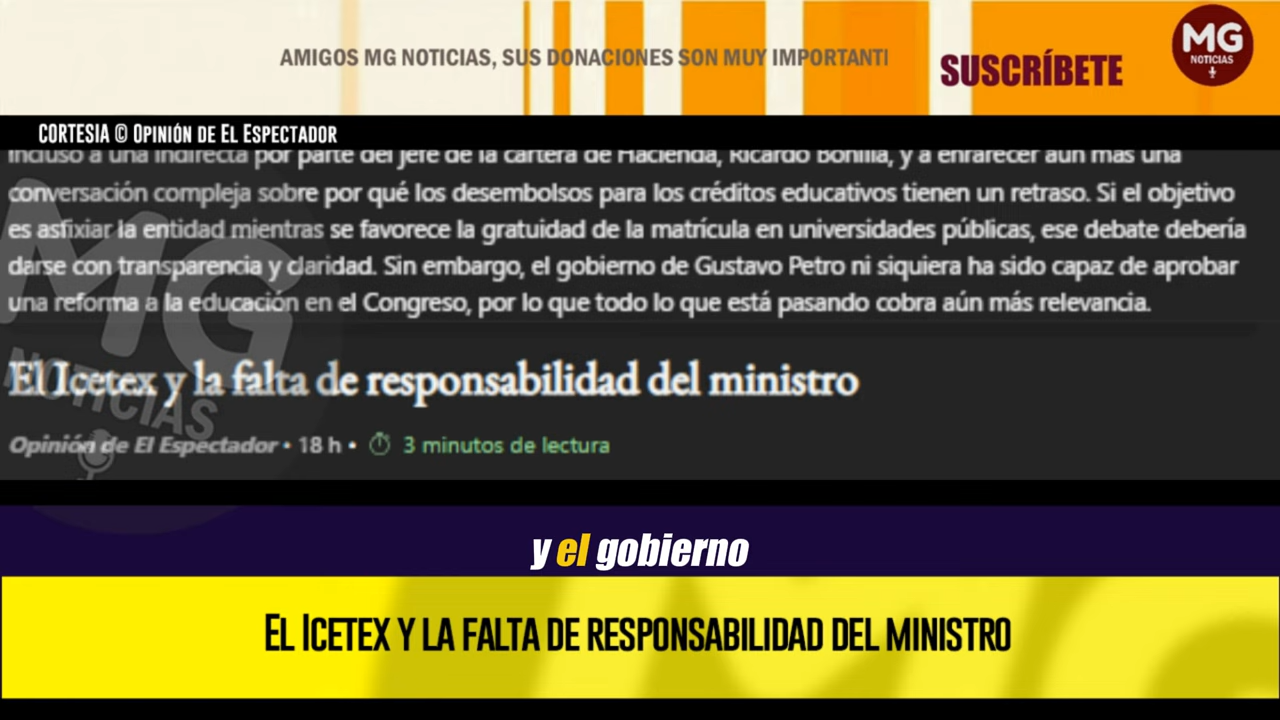 AMIGOS MG NOTICIAS, SUS DONACIONES SON MUY IMPORTANTI
SUSCRÍBETE
MG
NOTICIAS
CORTESIA © OPINIÓN DE EL ESPECTADOR
incluso a una indirecta por parte del jefe de la cartera de Hacienda, Ricardo Bonilla, y a enrarecer aún más una
conversación compleja sobre por qué los desembolsos para los créditos educativos tienen un retraso. Si el objetivo
es asfixiar la entidad mientras se favorece la gratuidad de la matrícula en universidades públicas, ese debate debería
darse con transparencia y claridad. Sin embargo, el gobierno de Gustavo Petro ni siquiera ha sido capaz de aprobar
una reforma a la educación en el Congreso, por lo que todo lo que está pasando cobra aún más relevancia.
El Icetex y la falta de responsabilidad del ministro
Opinión de El Espectador • 18 h • 3 minutos de lectura
MG
NOTICIAS
y el gobierno
EL ICETEX Y LA FALTA DE RESPONSABILIDAD DEL MINISTRO